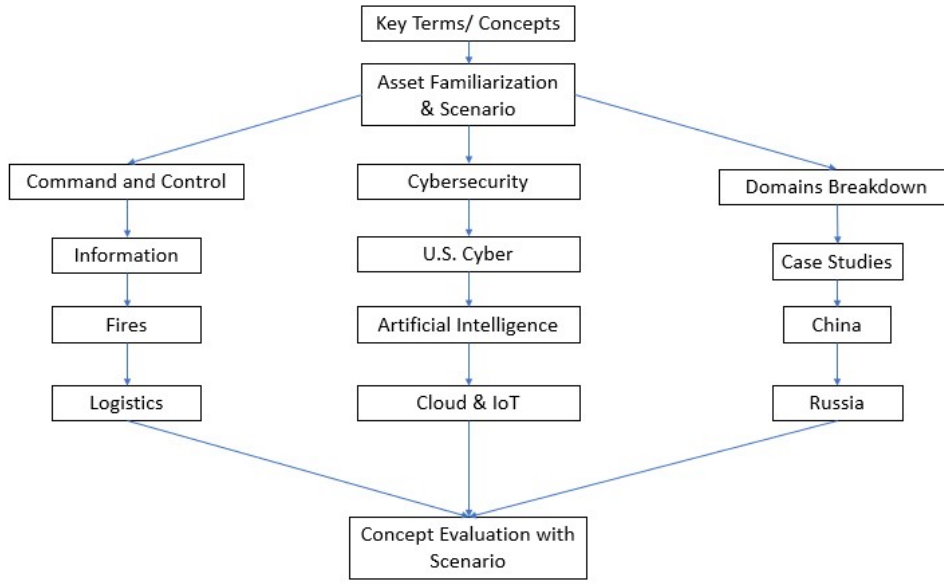 Key Terms/ Concepts
Asset Familiarization
& Scenario
Command and Control
Cybersecurity
Domains Breakdown
Information
U.S. Cyber
Case Studies
Fires
Artificial Intelligence
China
Logistics
Cloud & IoT
Russia
Concept Evaluation with
Scenario